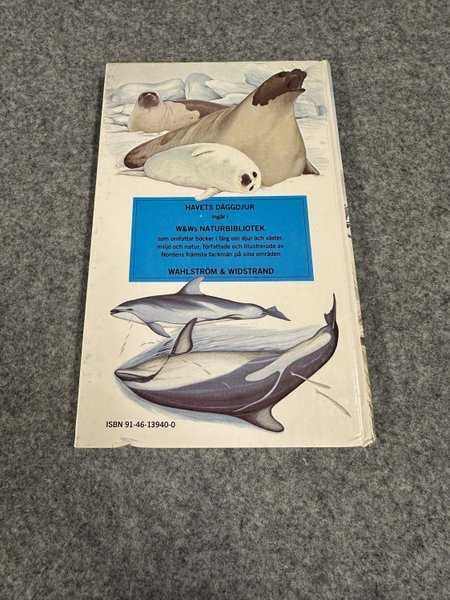 HAVETS DÄGGDJUR
ingår i
W&Ws NATURBIBLIOTEK
som omfattar böcker i färg om djur och växter,
miljö och natur, författade och illustrerade av
Nordens främsta fackmän på sina områden
WAHLSTRÖM & WIDSTRAND
ISBN 91-46-13940-0